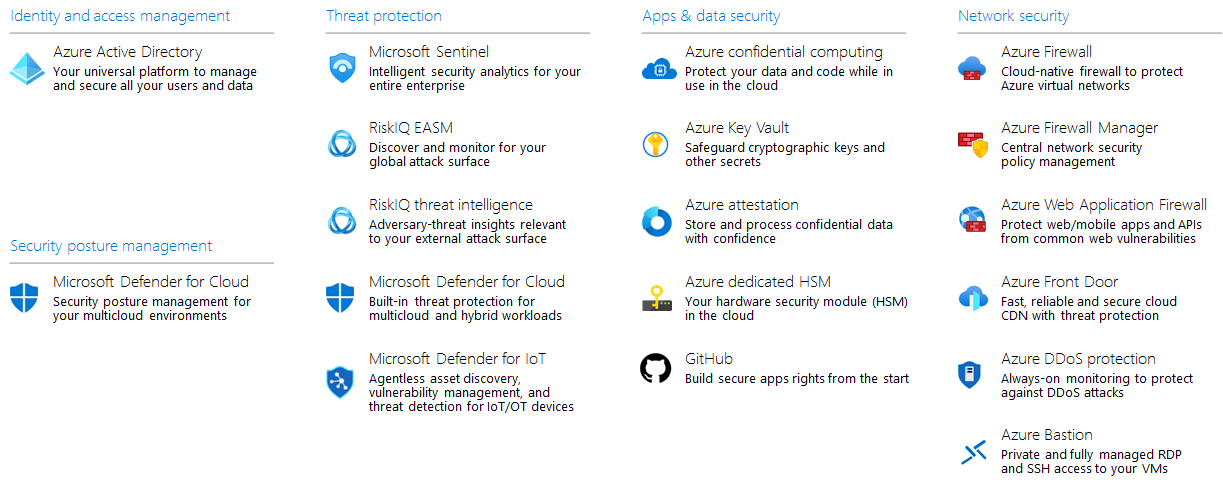 Identity and access management
Azure Active Directory
Your universal platform to manage
and secure all your users and data
Security posture management
Microsoft Defender for Cloud
Security posture management for
your multicloud environments
Threat protection
Microsoft Sentinel
Intelligent security analytics for your
entire enterprise
RiskIQ EASM
Discover and monitor for your
global attack surface
RiskIQ threat intelligence
Adversary-threat insights relevant
to your external attack surface
Microsoft Defender for Cloud
Built-in threat protection for
multicloud and hybrid workloads
Microsoft Defender for IoT
Agentless asset discovery,
vulnerability management, and
threat detection for IoT/OT devices
Apps & data security
Azure confidential computing
Protect your data and code while in
use in the cloud
Azure Key Vault
Safeguard cryptographic keys and
other secrets
Azure attestation
Store and process confidential data
with confidence
Azure dedicated HSM
Your hardware security module (HSM)
in the cloud
GitHub
Build secure apps rights from the start
Network security
Azure Firewall
Cloud-native firewall to protect
Azure virtual networks
Azure Firewall Manager
Central network security
policy management
Azure Web Application Firewall
Protect web/mobile apps and APIs
from common web vulnerabilities
Azure Front Door
Fast, reliable and secure cloud
CDN with threat protection
Azure DDoS protection
Always-on monitoring to protect
against DDoS attacks
Azure Bastion
Private and fully managed RDP
and SSH access to your VMs